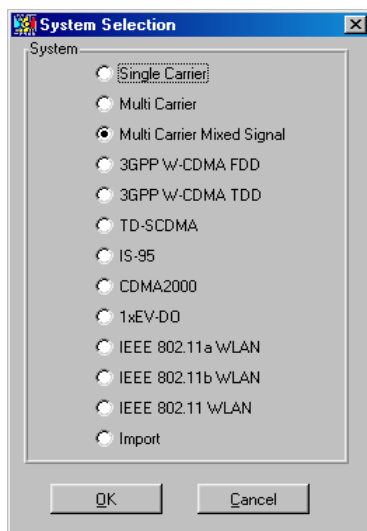 System Selection
System
Single Carrier
Multi Carrier
Multi Carrier Mixed Signal
3GPP W-CDMA FDD
3GPP W-CDMA TDD
TD-SCDMA
IS-95
CDMA2000
1xEV-DO
IEEE 802.11a WLAN
IEEE 802.11b WLAN
IEEE 802.11 WLAN
Import
OK Cancel